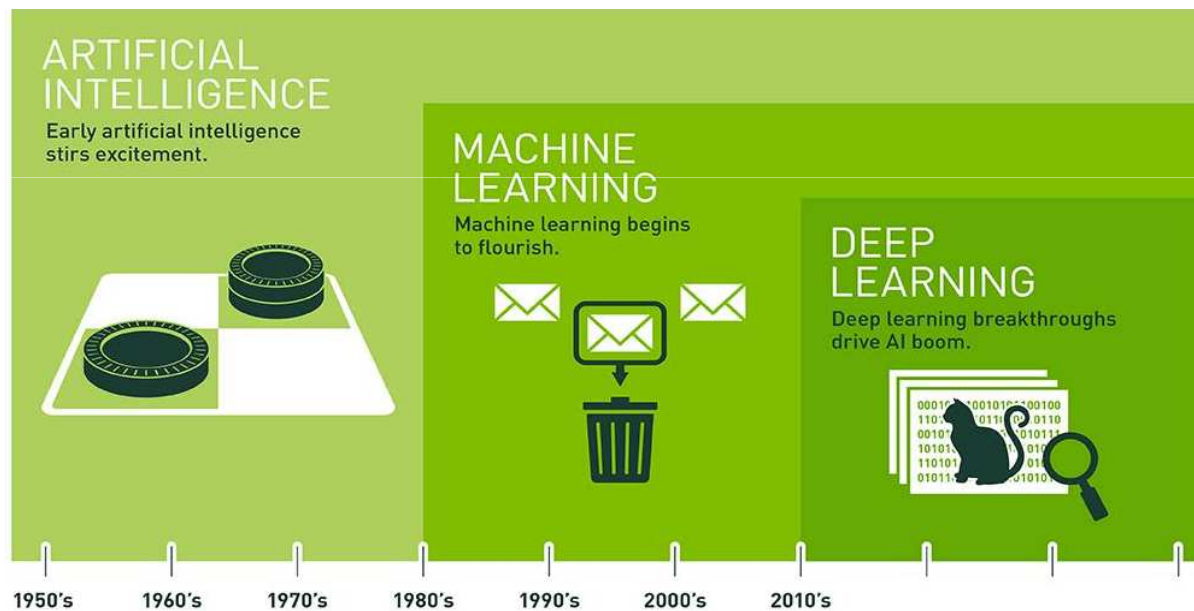 ARTIFICIAL
INTELLIGENCE
Early artificial intelligence
stirs excitement.
MACHINE
LEARNING
Machine learning begins
to flourish.
DEEP
LEARNING
Deep learning breakthroughs
drive AI boom.
1950's 1960's 1970's 1980's 1990's 2000's 2010's